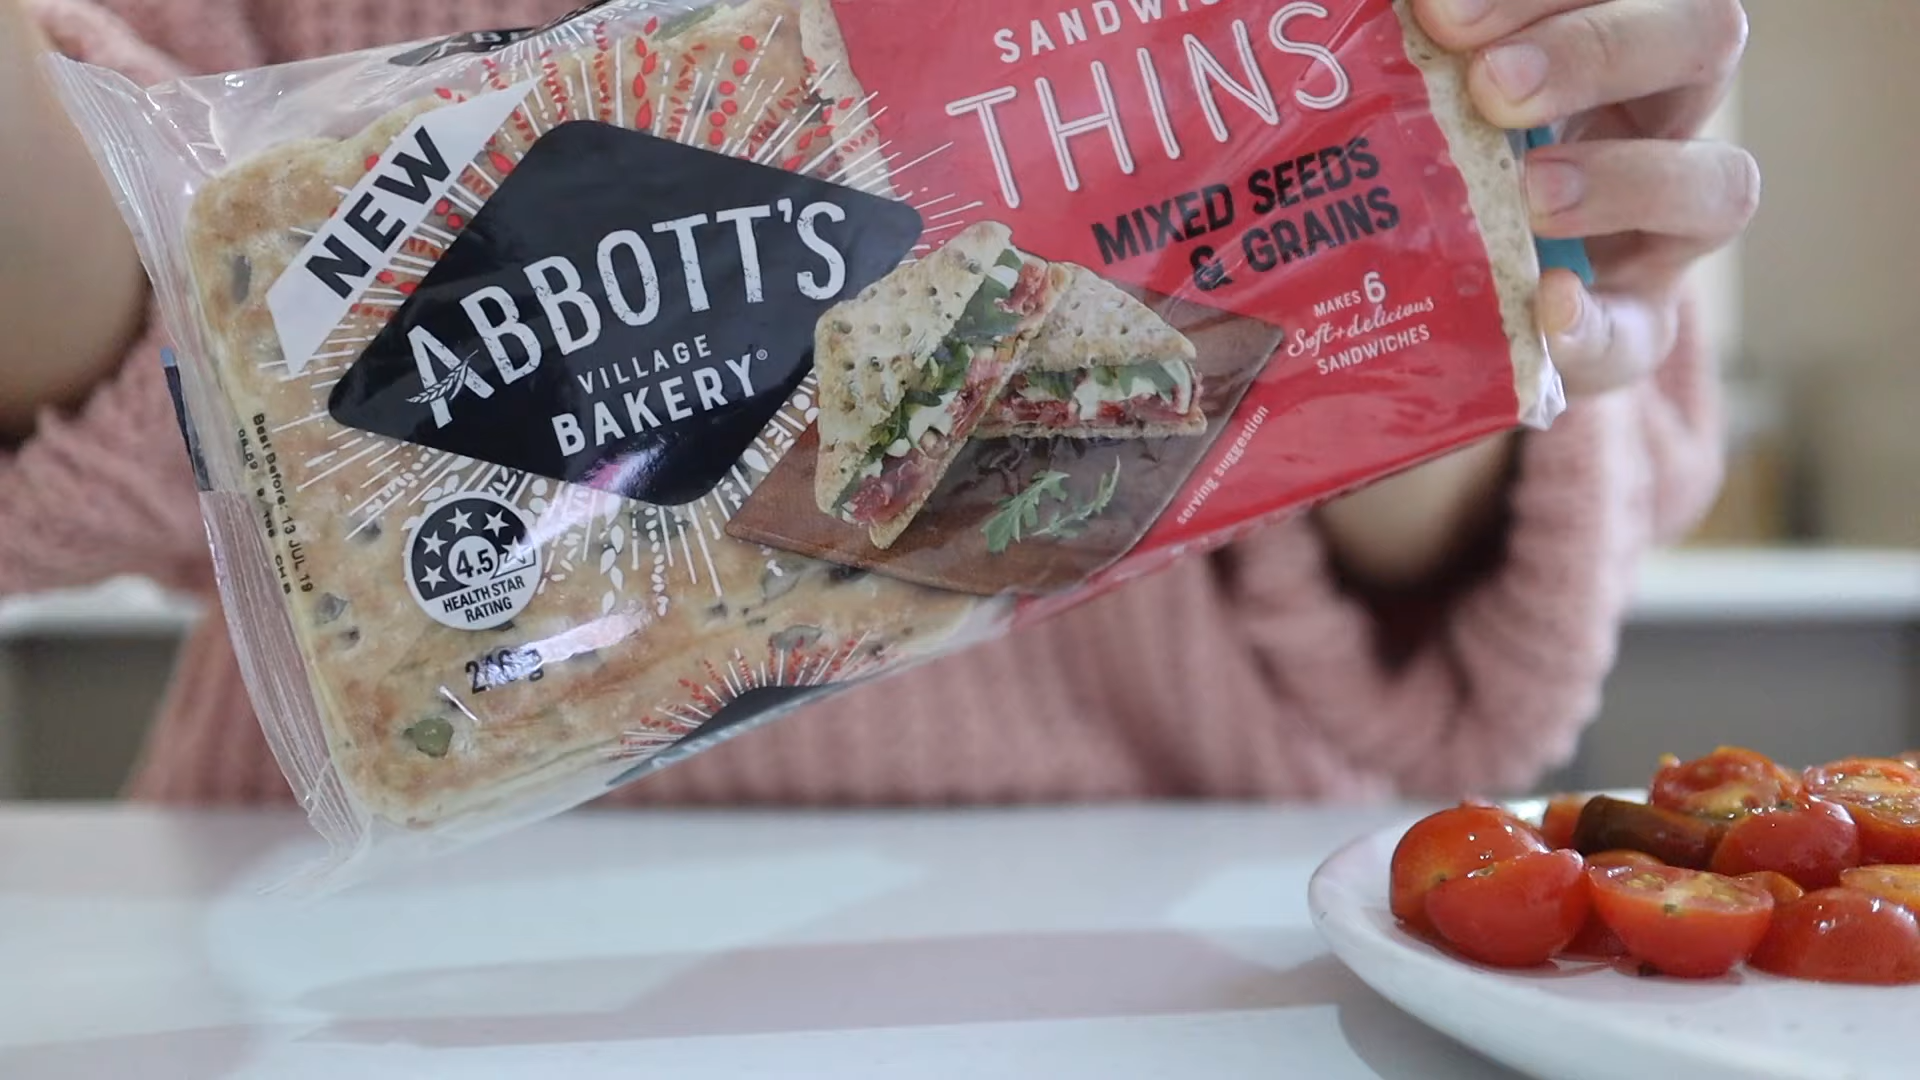 NEW
ABBOTT'S
VILLAGE
BAKERY®
SANDWIC
THINS
MIXED SEEDS
& GRAINS
MAKES 6
Soft + delicious
SANDWICHES
serving suggestion
Best Before: 13 JUL 19
4.5
HEALTH STAR
RATING